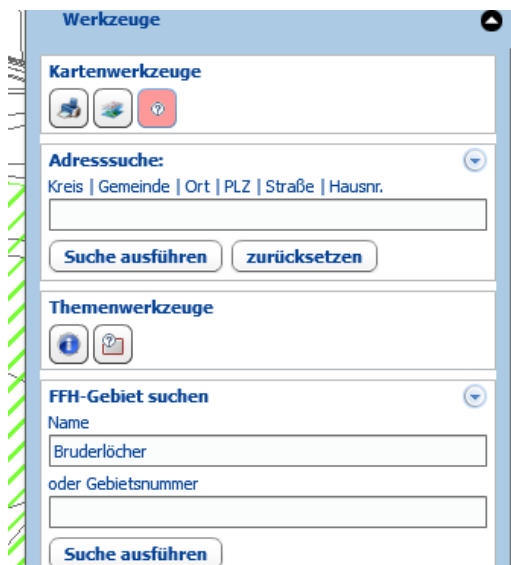 Werkzeuge
Kartenwerkzeuge
Adresssuche:
Kreis | Gemeinde | Ort | PLZ | Straße | Hausnr.
Suche ausführen zurücksetzen
Themenwerkzeuge
FFH-Gebiet suchen
Name
Bruderlöcher
oder Gebietsnummer
Suche ausführen